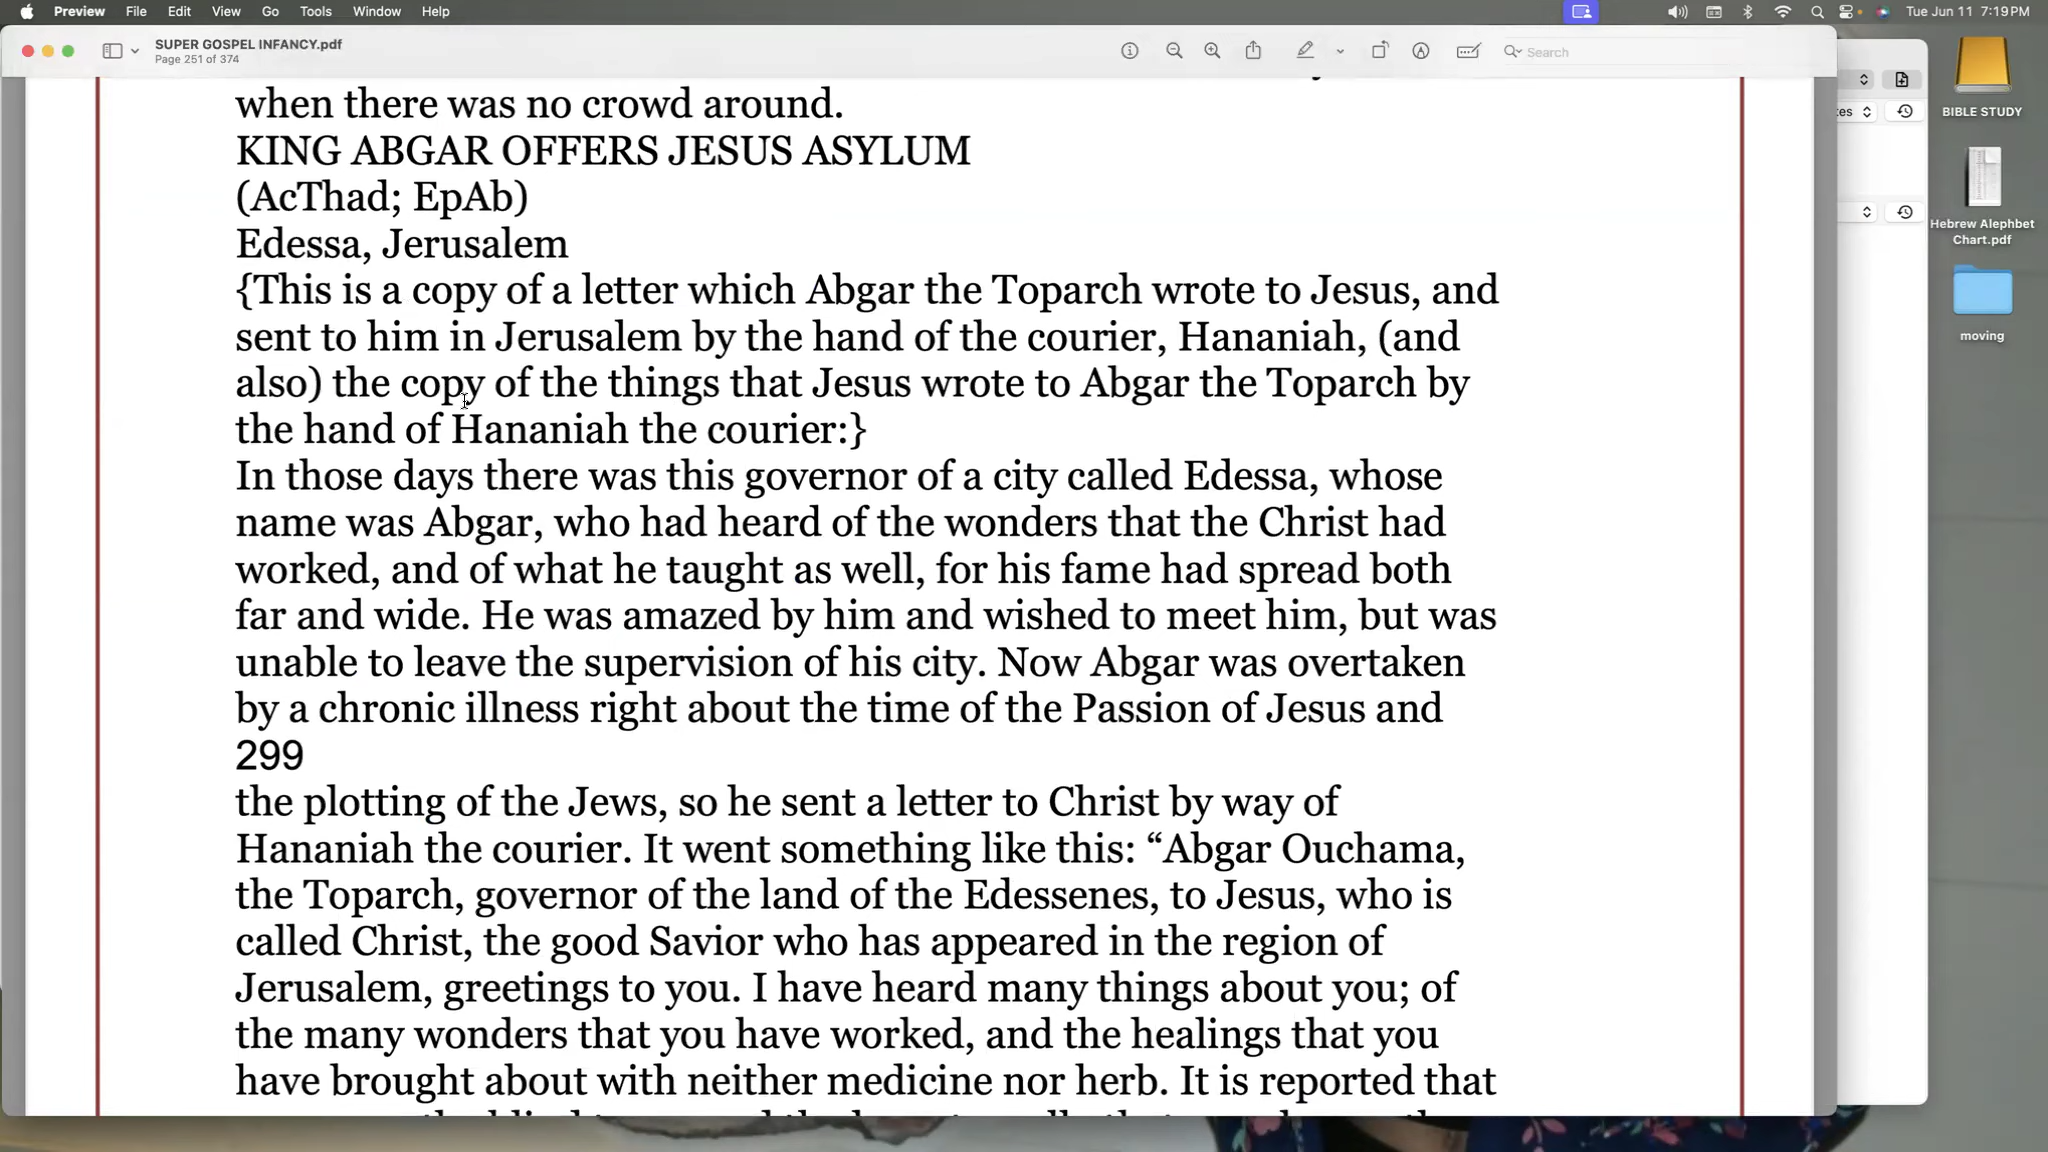 Preview File Edit View Go Tools Window Help
Tue Jun 11 7:19 PM
SUPER GOSPEL INFANCY.pdf
Page 251 of 374
Search
BIBLE STUDY
Hebrew Alephbet
Chart.pdf
moving
when there was no crowd around.
KING ABGAR OFFERS JESUS ASYLUM
(AcThad; EpAb)
Edessa, Jerusalem
{This is a copy of a letter which Abgar the Toparch wrote to Jesus, and
sent to him in Jerusalem by the hand of the courier, Hananiah, (and
also) the copy of the things that Jesus wrote to Abgar the Toparch by
the hand of Hananiah the courier:}
In those days there was this governor of a city called Edessa, whose
name was Abgar, who had heard of the wonders that the Christ had
worked, and of what he taught as well, for his fame had spread both
far and wide. He was amazed by him and wished to meet him, but was
unable to leave the supervision of his city. Now Abgar was overtaken
by a chronic illness right about the time of the Passion of Jesus and
299
the plotting of the Jews, so he sent a letter to Christ by way of
Hananiah the courier. It went something like this: “Abgar Ouchama,
the Toparch, governor of the land of the Edessenes, to Jesus, who is
called Christ, the good Savior who has appeared in the region of
Jerusalem, greetings to you. I have heard many things about you; of
the many wonders that you have worked, and the healings that you
have brought about with neither medicine nor herb. It is reported that